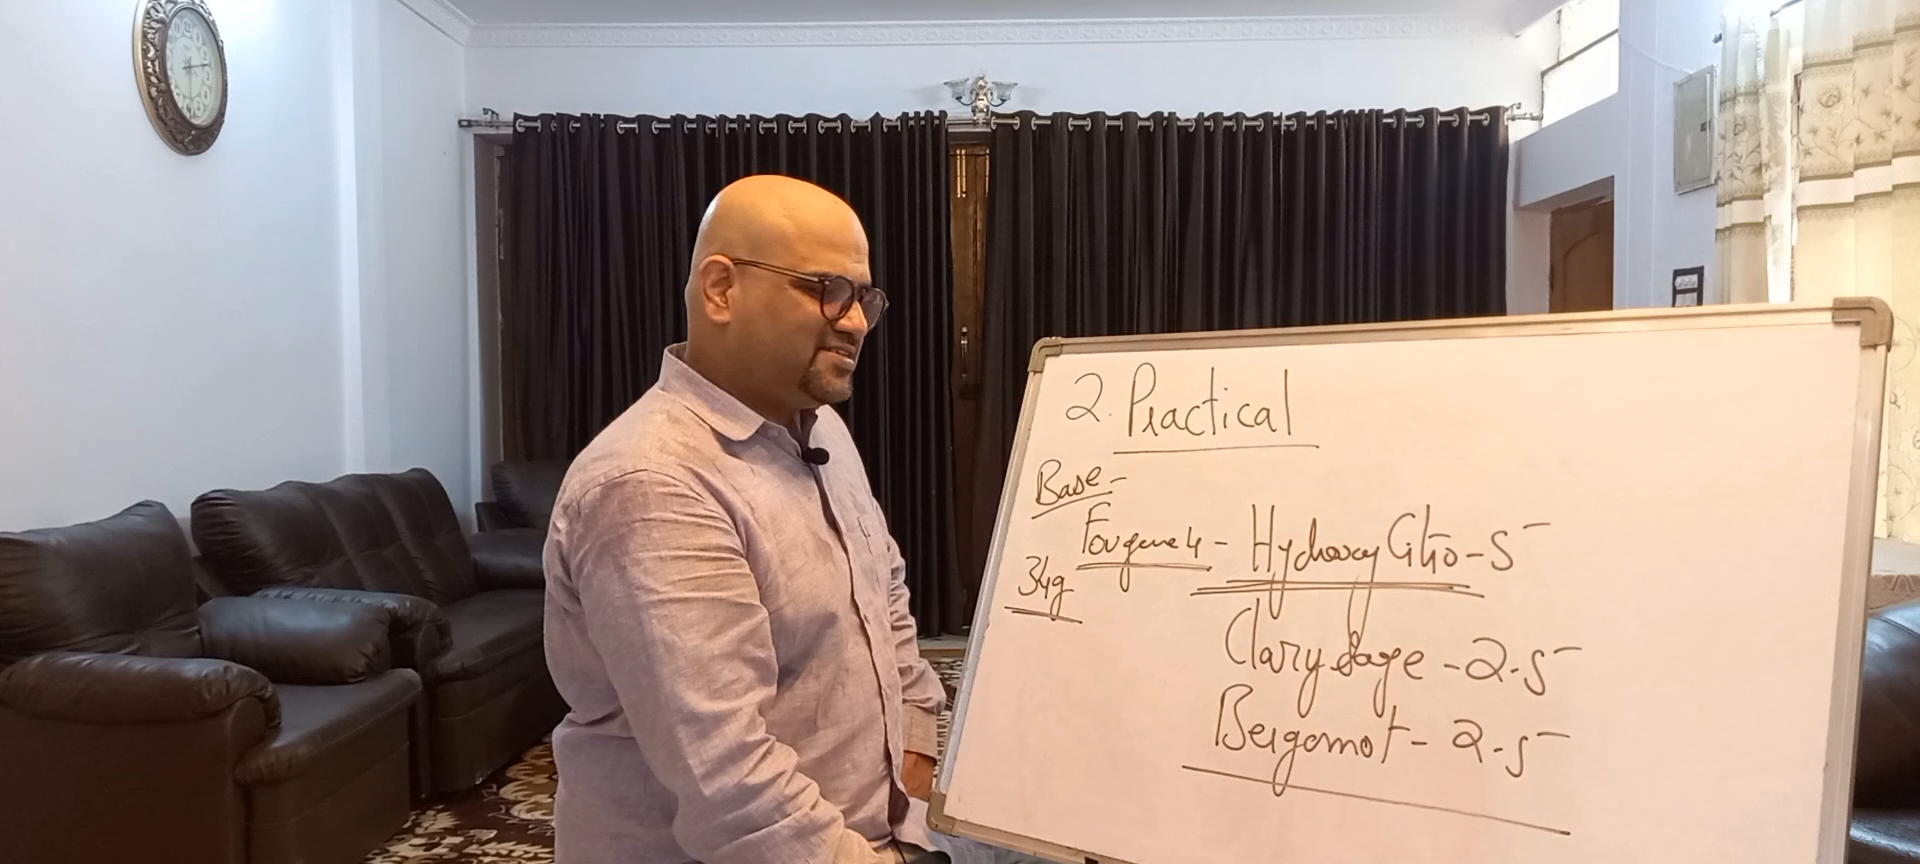 2. Practical
Base -
Fougere 4 - Hydroxy Citro - 5
34g
Clary Sage - 2.5
Bergamot - 2.5